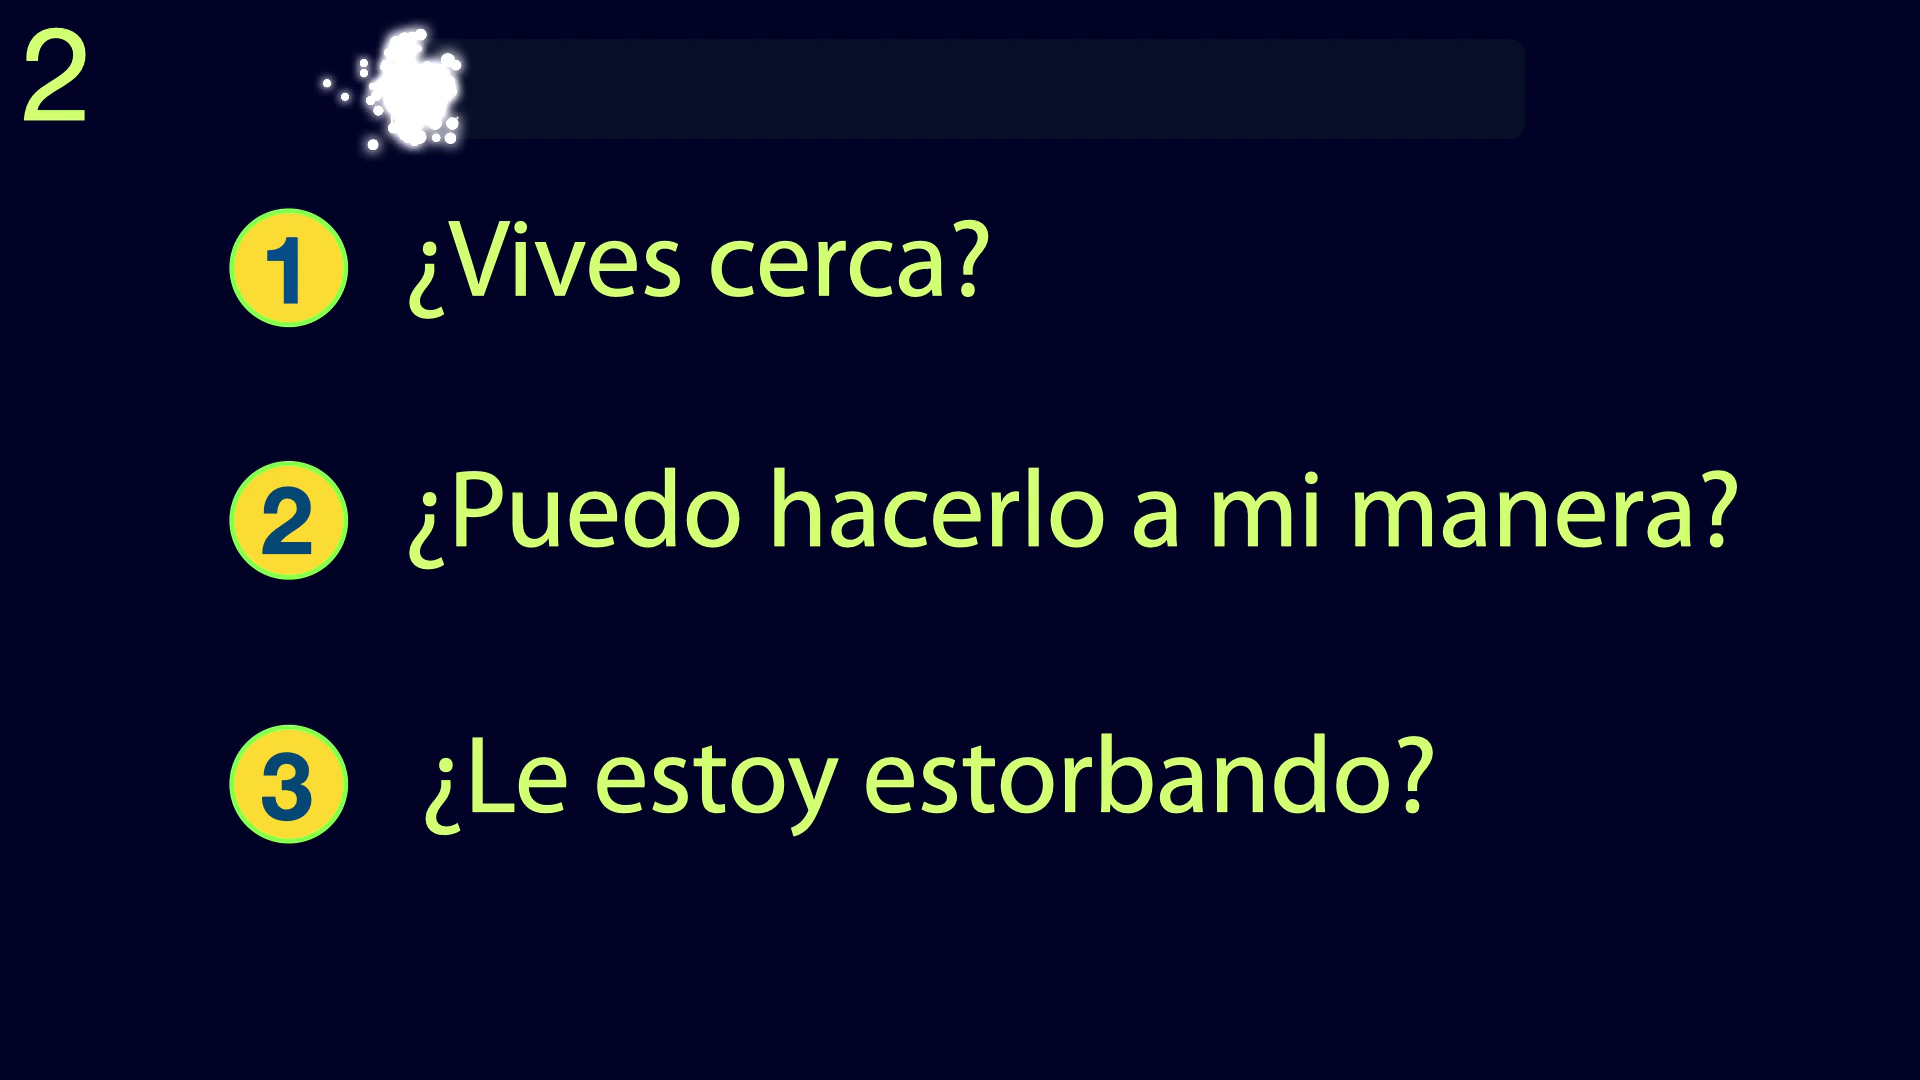 2
1 ¿Vives cerca?
2 ¿Puedo hacerlo a mi manera?
3 ¿Le estoy estorbando?